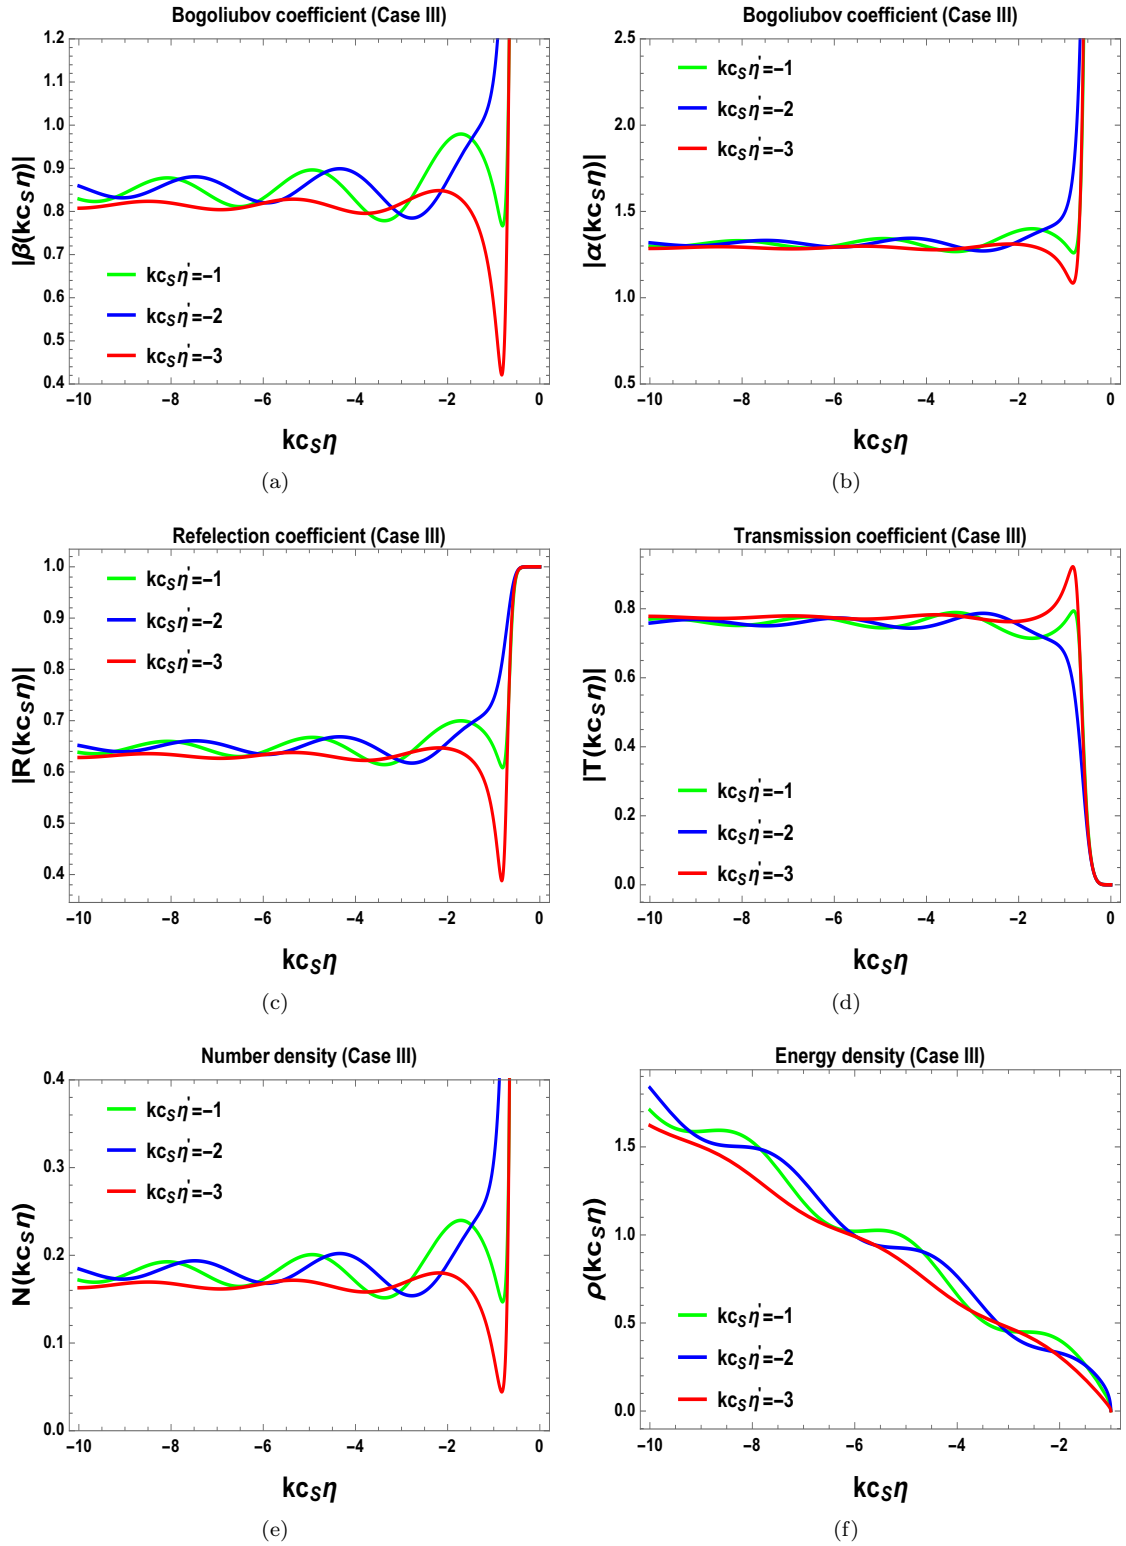 Bogoliubov coefficient (Case III)
|β(kc_Sη)|
1.2
1.1
1.0
0.9
0.8
0.7
0.6
0.5
0.4
kc_Sη'=−1
kc_Sη'=−2
kc_Sη'=−3
−10 −8 −6 −4 −2 0
kc_Sη
(a)
Bogoliubov coefficient (Case III)
|α(kc_Sη)|
2.5
2.0
1.5
1.0
0.5
kc_Sη'=−1
kc_Sη'=−2
kc_Sη'=−3
−10 −8 −6 −4 −2 0
kc_Sη
(b)
Refelection coefficient (Case III)
|R(kc_Sη)|
1.0
0.9
0.8
0.7
0.6
0.5
0.4
kc_Sη'=−1
kc_Sη'=−2
kc_Sη'=−3
−10 −8 −6 −4 −2 0
kc_Sη
(c)
Transmission coefficient (Case III)
|T(kc_Sη)|
0.8
0.6
0.4
0.2
0.0
kc_Sη'=−1
kc_Sη'=−2
kc_Sη'=−3
−10 −8 −6 −4 −2 0
kc_Sη
(d)
Number density (Case III)
N(kc_Sη)
0.4
0.3
0.2
0.1
0.0
kc_Sη'=−1
kc_Sη'=−2
kc_Sη'=−3
−10 −8 −6 −4 −2 0
kc_Sη
(e)
Energy density (Case III)
ρ(kc_Sη)
1.5
1.0
0.5
0.0
kc_Sη'=−1
kc_Sη'=−2
kc_Sη'=−3
−10 −8 −6 −4 −2
kc_Sη
(f)